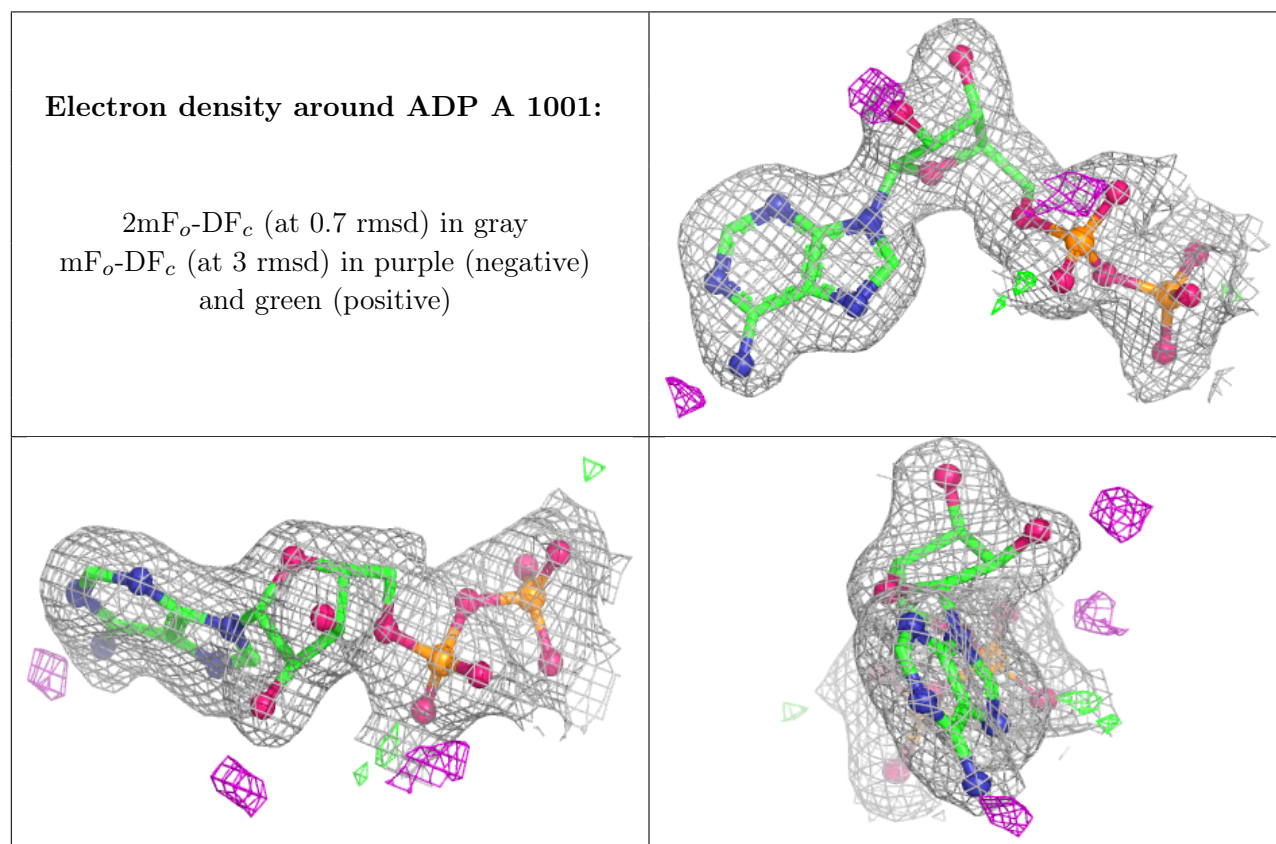 Electron density around ADP A 1001:
2mFo-DFc (at 0.7 rmsd) in gray
mFo-DFc (at 3 rmsd) in purple (negative)
and green (positive)